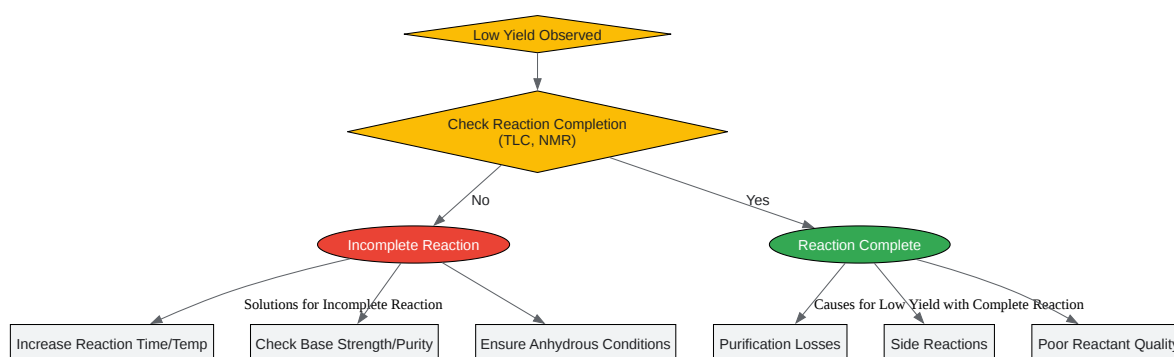 Low Yield Observed
Check Reaction Completion
(TLC, NMR)
No
Yes
Incomplete Reaction
Reaction Complete
Solutions for Incomplete Reaction
Causes for Low Yield with Complete Reaction
Increase Reaction Time/Temp
Check Base Strength/Purity
Ensure Anhydrous Conditions
Purification Losses
Side Reactions
Poor Reactant Quality